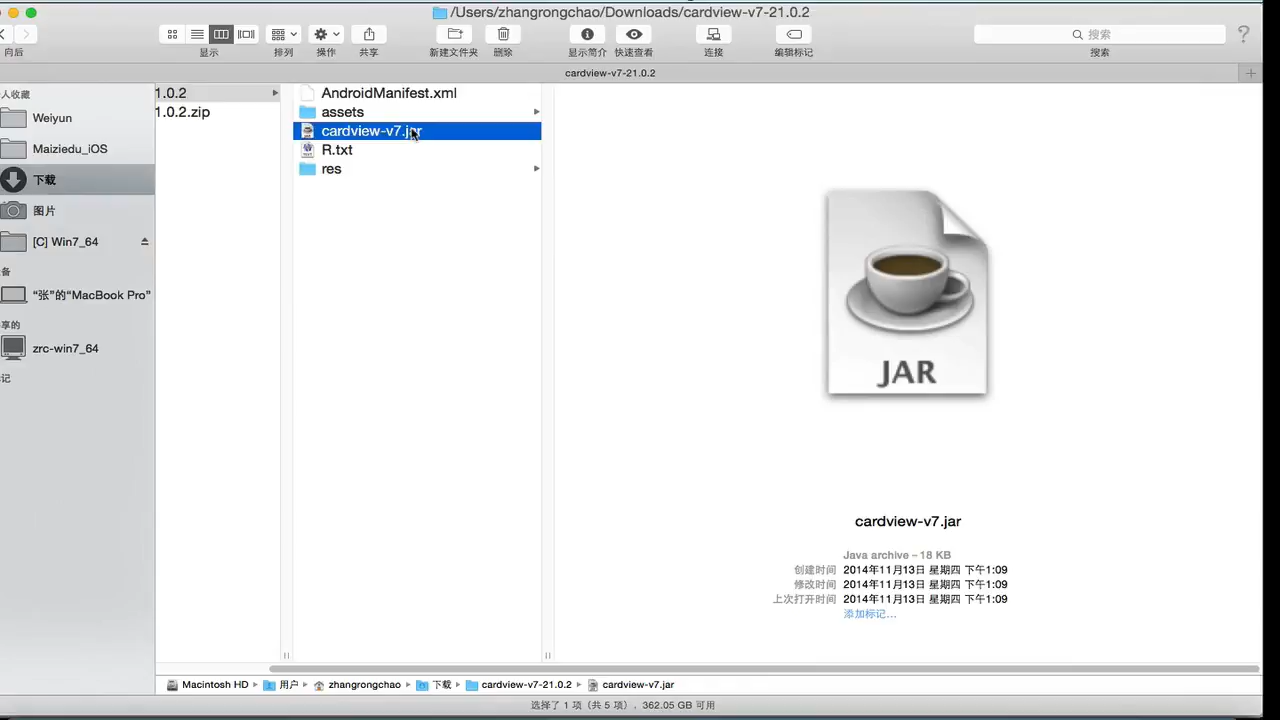 /Users/zhangrongchao/Downloads/cardview-v7-21.0.2
向后
显示
排列
操作
共享
新建文件夹
删除
显示简介
快速查看
连接
编辑标记
搜索
搜索
cardview-v7-21.0.2
人收藏
Weiyun
Maiziedu_iOS
下载
图片
[C] Win7_64
备
“张”的“MacBook Pro”
享的
zrc-win7_64
记
1.0.2
1.0.2.zip
AndroidManifest.xml
assets
cardview-v7.jar
R.txt
res
JAR
cardview-v7.jar
Java archive - 18 KB
创建时间 2014年11月13日 星期四 下午1:09
修改时间 2014年11月13日 星期四 下午1:09
上次打开时间 2014年11月13日 星期四 下午1:09
添加标记...
Macintosh HD ▸ 用户 ▸ zhangrongchao ▸ 下载 ▸ cardview-v7-21.0.2 ▸ cardview-v7.jar
选择了 1 项（共 5 项），362.05 GB 可用